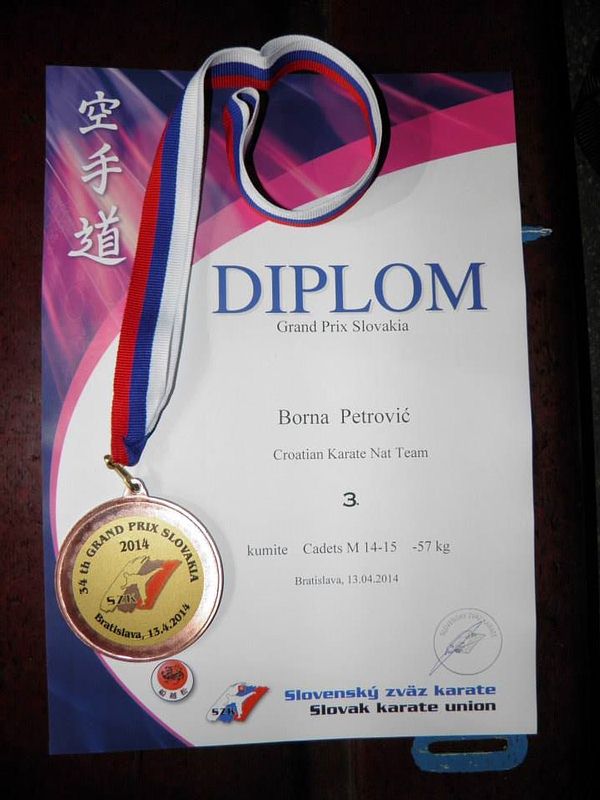 空手道
DIPLOM
Grand Prix Slovakia
Borna Petrović
Croatian Karate Nat Team
3.
kumite Cadets M 14-15 -57 kg
Bratislava, 13.04.2014
34 th GRAND PRIX SLOVAKIA
2014
SZK
Bratislava, 13.4.2014
SZK
Slovenský zväz karate
Slovak karate union